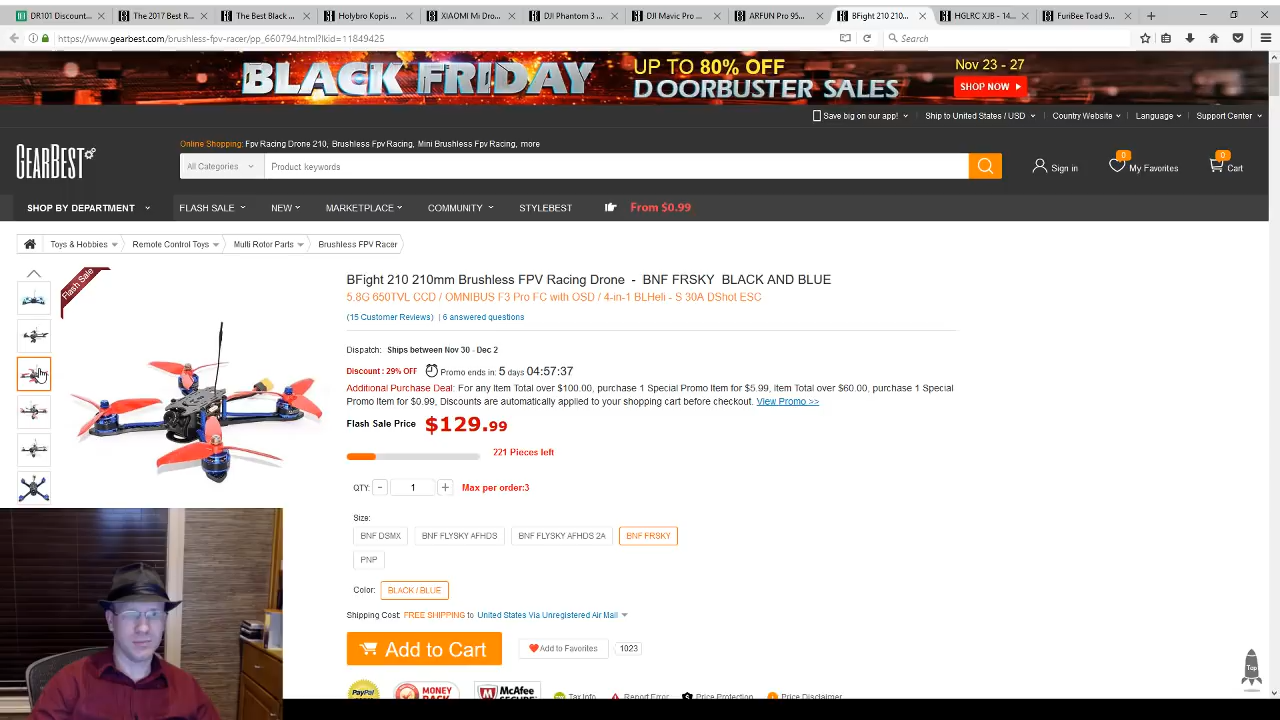 DR101 Discount...
The 2017 Best R...
The Best Black ...
Holybro Kopis ...
XIAOMI Mi Dro...
DJI Phantom 3 ...
DJI Mavic Pro ...
ARFUN Pro 95...
BFight 210 210...
HGLRC XJB - 14...
FuriBee Toad 9...
https://www.gearbest.com/brushless-fpv-racer/pp_660794.html?lkid=11849425
Search
BLACK FRIDAY
UP TO 80% OFF
DOORBUSTER SALES
Nov 23 - 27
SHOP NOW
Save big on our app!
Ship to United States / USD
Country Website
Language
Support Center
GEARBEST
Online Shopping: Fpv Racing Drone 210, Brushless Fpv Racing, Mini Brushless Fpv Racing, more
All Categories
Product keywords
Sign in
0
My Favorites
0
Cart
SHOP BY DEPARTMENT
FLASH SALE
NEW
MARKETPLACE
COMMUNITY
STYLEBEST
From $0.99
Toys & Hobbies
Remote Control Toys
Multi Rotor Parts
Brushless FPV Racer
Flash Sale
BFight 210 210mm Brushless FPV Racing Drone - BNF FRSKY BLACK AND BLUE
5.8G 650TVL CCD / OMNIBUS F3 Pro FC with OSD / 4-in-1 BLHeli - S 30A DShot ESC
(15 Customer Reviews) | 6 answered questions
Dispatch: Ships between Nov 30 - Dec 2
Discount : 29% OFF Promo ends in: 5 days 04:57:37
Additional Purchase Deal: For any Item Total over $100.00, purchase 1 Special Promo Item for $5.99, Item Total over $60.00, purchase 1 Special
Promo Item for $0.99, Discounts are automatically applied to your shopping cart before checkout. View Promo >>
Flash Sale Price $129.99
221 Pieces left
QTY: - 1 + Max per order:3
Size:
BNF DSMX
BNF FLYSKY AFHDS
BNF FLYSKY AFHDS 2A
BNF FRSKY
PNP
Color: BLACK / BLUE
Shipping Cost: FREE SHIPPING to United States Via Unregistered Air Mail
Add to Cart
Add to Favorites
1023
Top
PayPal
MONEY BACK
McAfee SECURE
Tax info
Report Error
Price Protection
Price Disclaimer